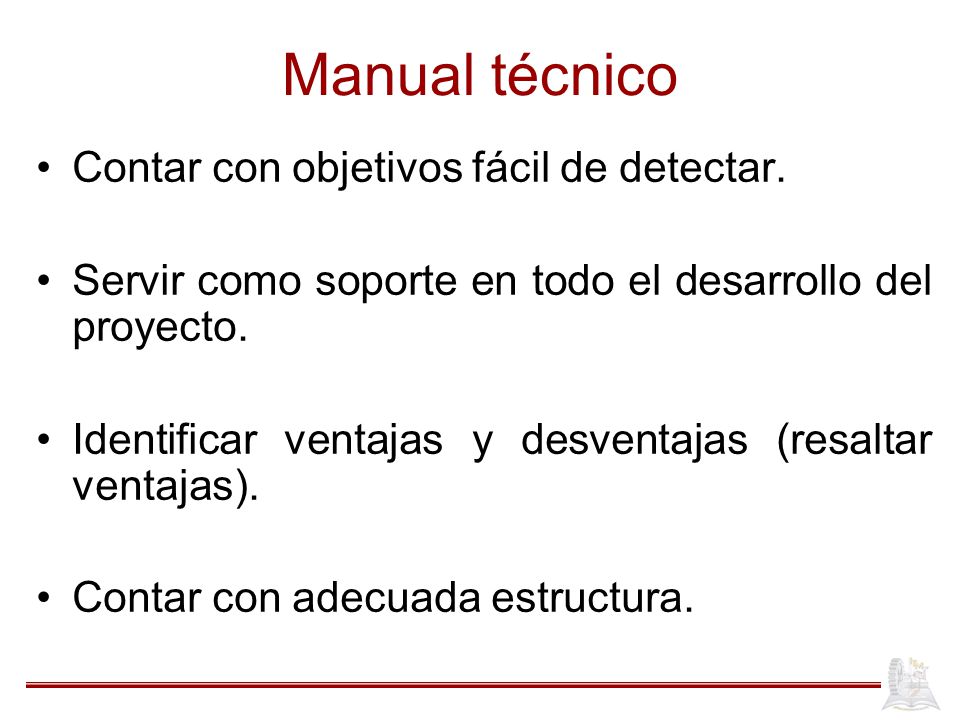 Manual técnico
• Contar con objetivos fácil de detectar.
• Servir como soporte en todo el desarrollo del
proyecto.
• Identificar ventajas y desventajas (resaltar
ventajas).
• Contar con adecuada estructura.